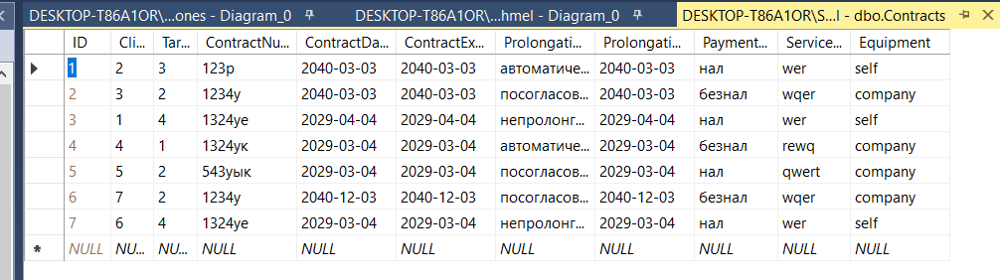 DESKTOP-T86A1OR\...ones - Diagram_0 DESKTOP-T86A1OR\...hmel - Diagram_0 DESKTOP-T86A1OR\S...l - dbo.Contracts
ID Cli... Tar... ContractNu... ContractDa... ContractEx... Prolongati... Prolongati... Payment... Service... Equipment
1 2 3 123р 2040-03-03 2040-03-03 автоматиче... 2040-03-03 нал wer self
2 3 2 1234у 2040-03-03 2040-03-03 посогласов... 2040-03-03 безнал wqer company
3 1 4 1324уе 2029-04-04 2029-04-04 непролонг... 2029-04-04 нал wer self
4 4 1 1324ук 2029-03-04 2029-03-04 автоматиче... 2029-03-04 безнал rewq company
5 5 2 543уык 2029-03-04 2029-03-04 посогласов... 2029-03-04 нал qwert company
6 7 2 1234у 2040-12-03 2040-12-03 посогласов... 2040-12-03 безнал wqer company
7 6 4 1324уе 2029-03-04 2029-03-04 непролонг... 2029-03-04 нал wer self
NULL NU... NU... NULL NULL NULL NULL NULL NULL NULL NULL